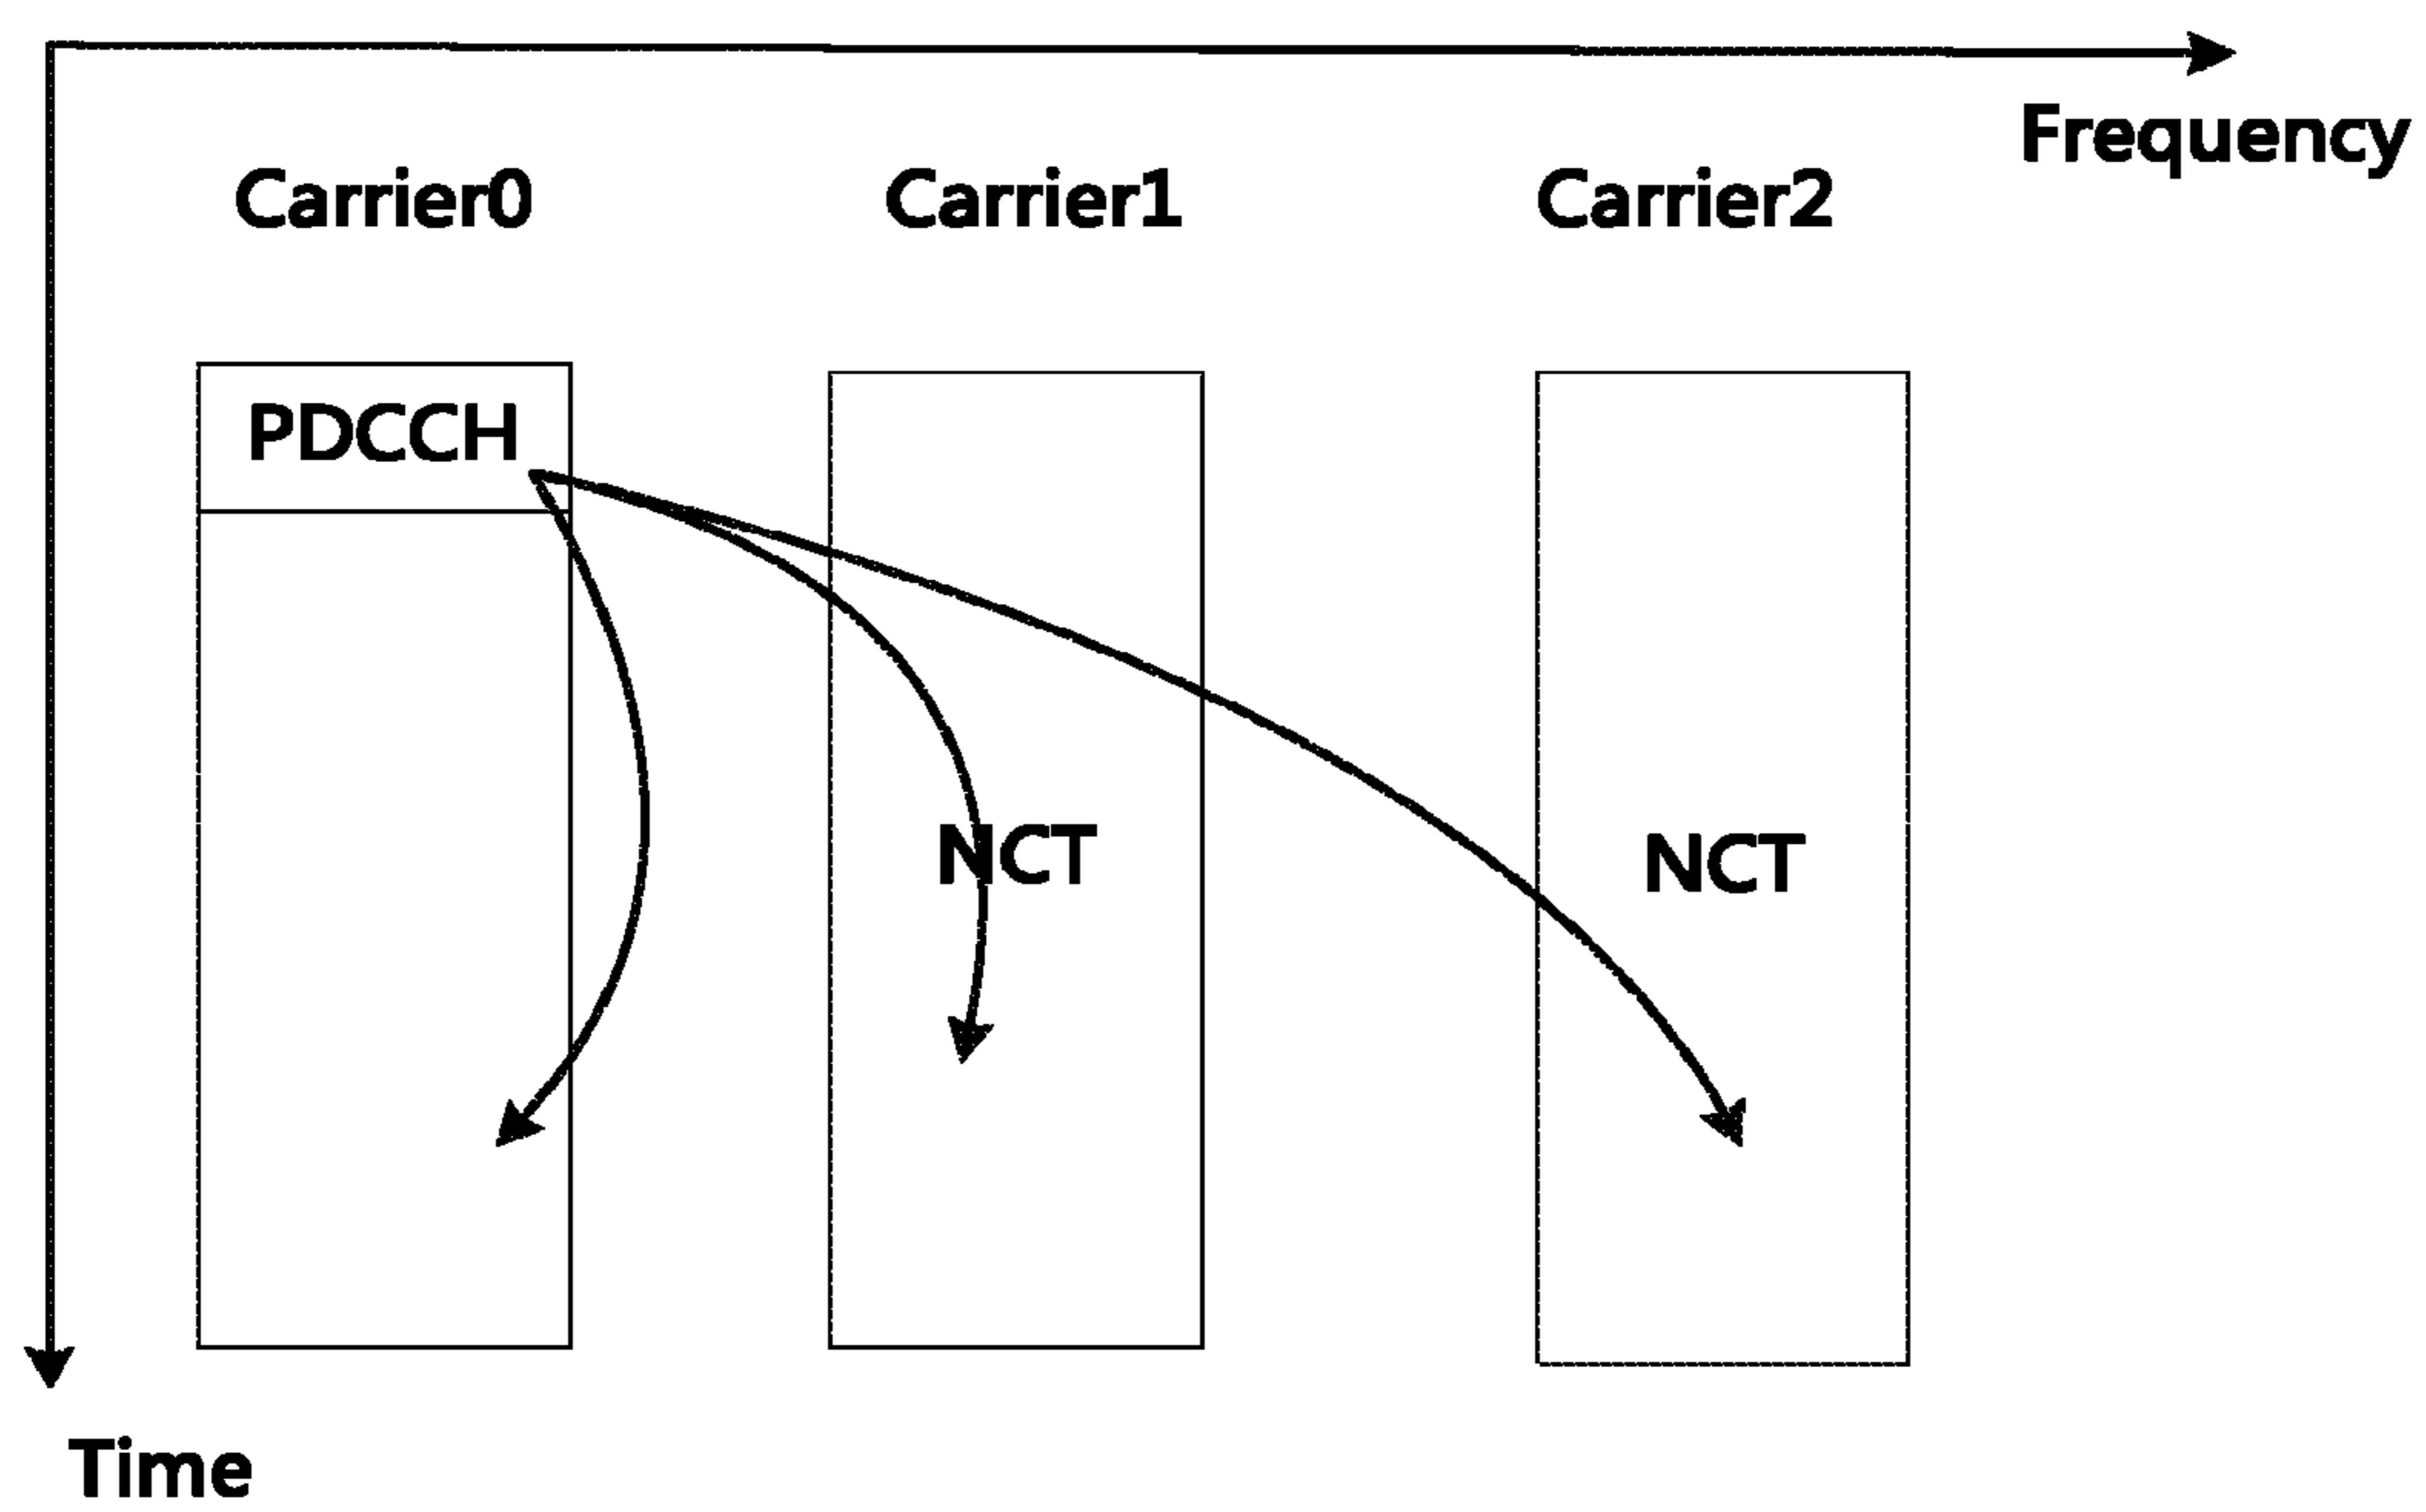 Frequency
Carrier0 Carrier1 Carrier2
PDCCH
NCT NCT
Time